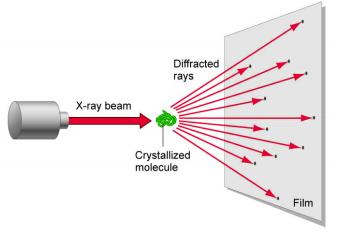 Diffracted
rays
X-ray beam
Crystallized
molecule
Film